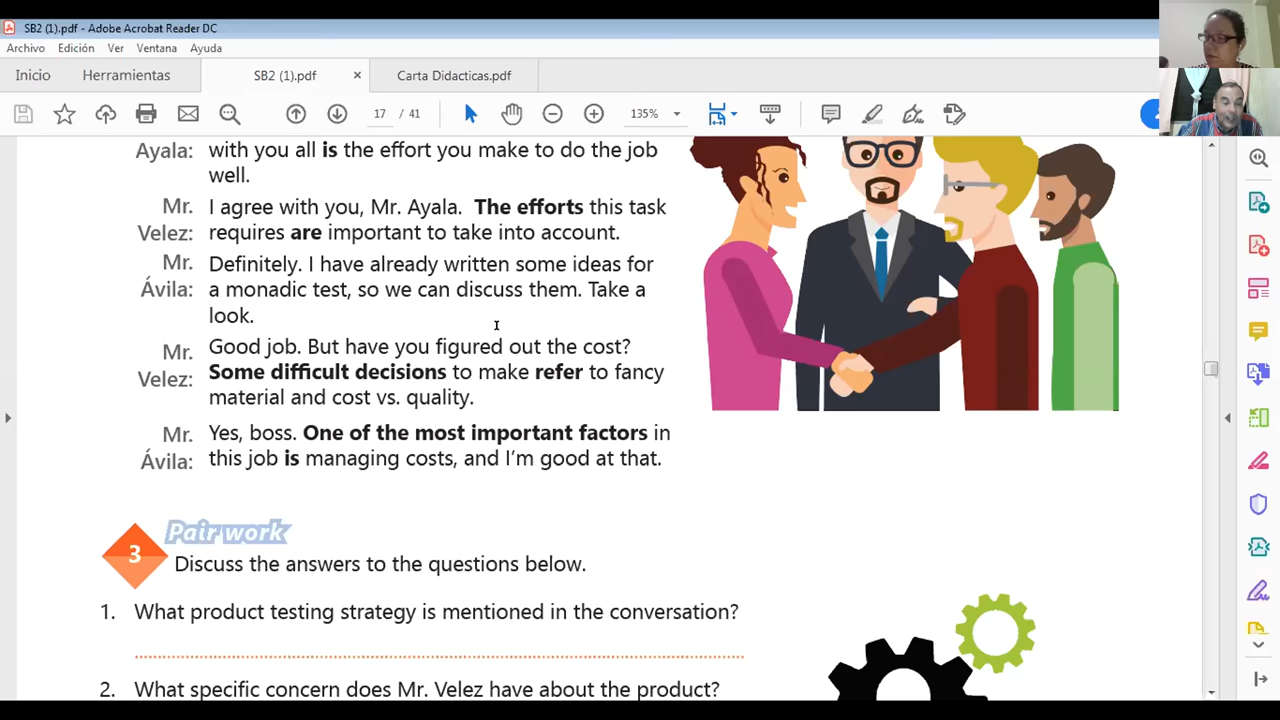 SB2 (1).pdf - Adobe Acrobat Reader DC
Archivo Edición Ver Ventana Ayuda
Inicio Herramientas SB2 (1).pdf × Carta Didacticas.pdf
17 / 41 135%
Ayala: with you all is the effort you make to do the job
well.
Mr. I agree with you, Mr. Ayala. The efforts this task
Velez: requires are important to take into account.
Mr. Definitely. I have already written some ideas for
Ávila: a monadic test, so we can discuss them. Take a
look.
Mr. Good job. But have you figured out the cost?
Velez: Some difficult decisions to make refer to fancy
material and cost vs. quality.
Mr. Yes, boss. One of the most important factors in
Ávila: this job is managing costs, and I'm good at that.
Pair work
3 Discuss the answers to the questions below.
1. What product testing strategy is mentioned in the conversation?
2. What specific concern does Mr. Velez have about the product?